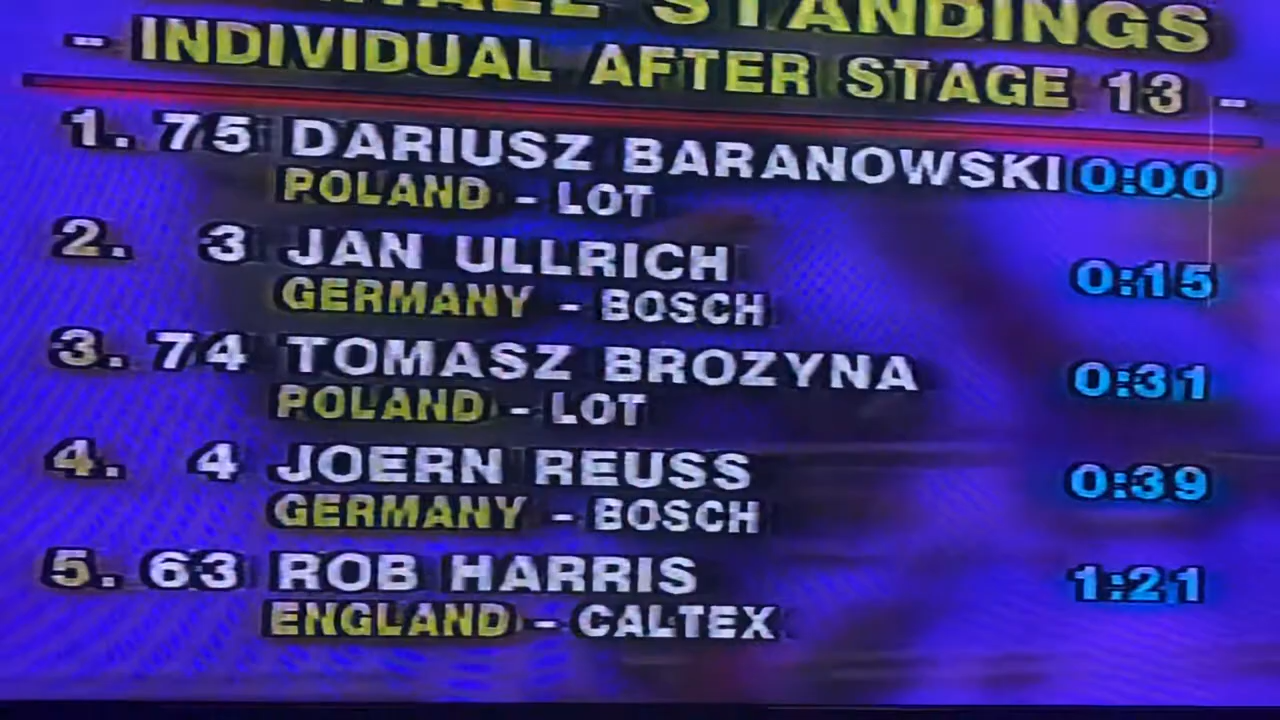 STANDINGS
- INDIVIDUAL AFTER STAGE 13 -
1. 75 DARIUSZ BARANOWSKI 0:00
POLAND - LOT
2. 3 JAN ULLRICH 0:15
GERMANY - BOSCH
3. 74 TOMASZ BROZYNA 0:31
POLAND - LOT
4. 4 JOERN REUSS 0:39
GERMANY - BOSCH
5. 63 ROB HARRIS 1:21
ENGLAND - CALTEX